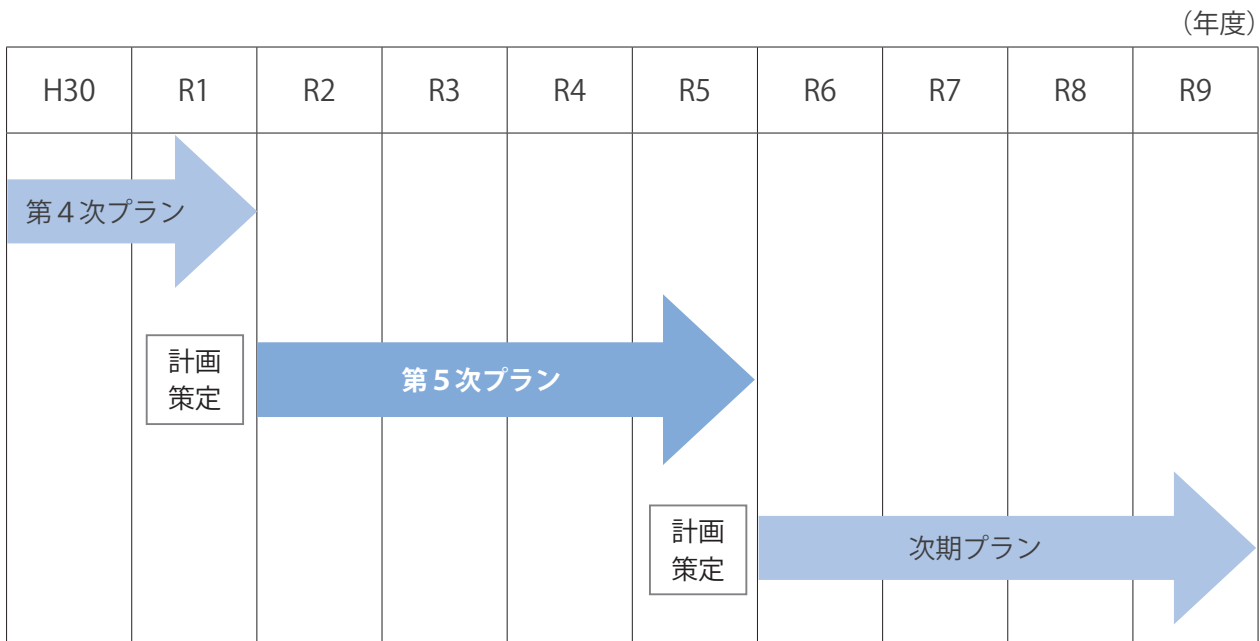 （年度）
H30 R1 R2 R3 R4 R5 R6 R7 R8 R9
第４次プラン
計画
策定
第５次プラン
計画
策定
次期プラン